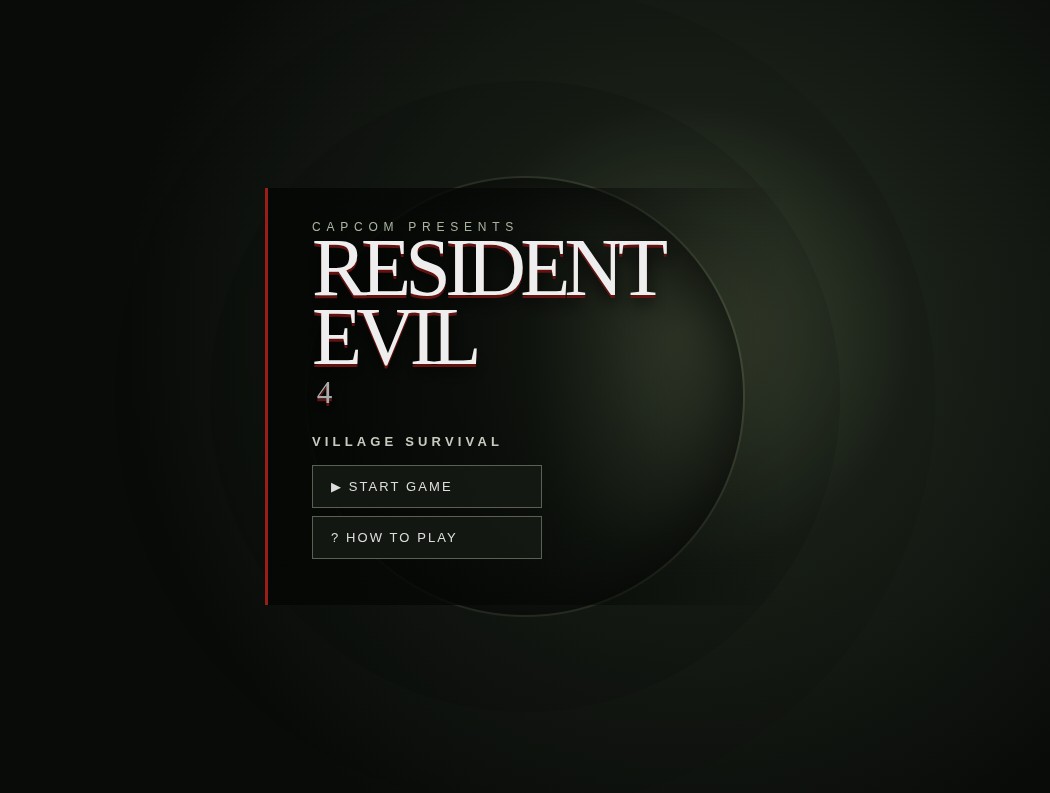 CAPCOM PRESENTS
RESIDENT
EVIL
4
VILLAGE SURVIVAL
▶ START GAME
? HOW TO PLAY